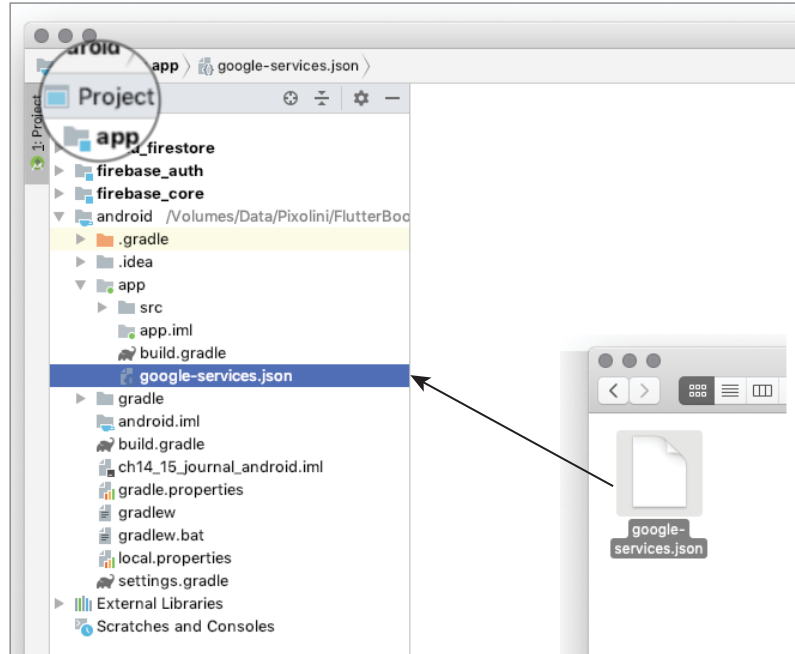 android
app google-services.json
Project
1: Project
app
_firestore
firebase_auth
firebase_core
android /Volumes/Data/Pixolini/FlutterBoo
.gradle
.idea
app
src
app.iml
build.gradle
google-services.json
gradle
android.iml
build.gradle
ch14_15_journal_android.iml
gradle.properties
gradlew
gradlew.bat
local.properties
settings.gradle
External Libraries
Scratches and Consoles
google-
services.json